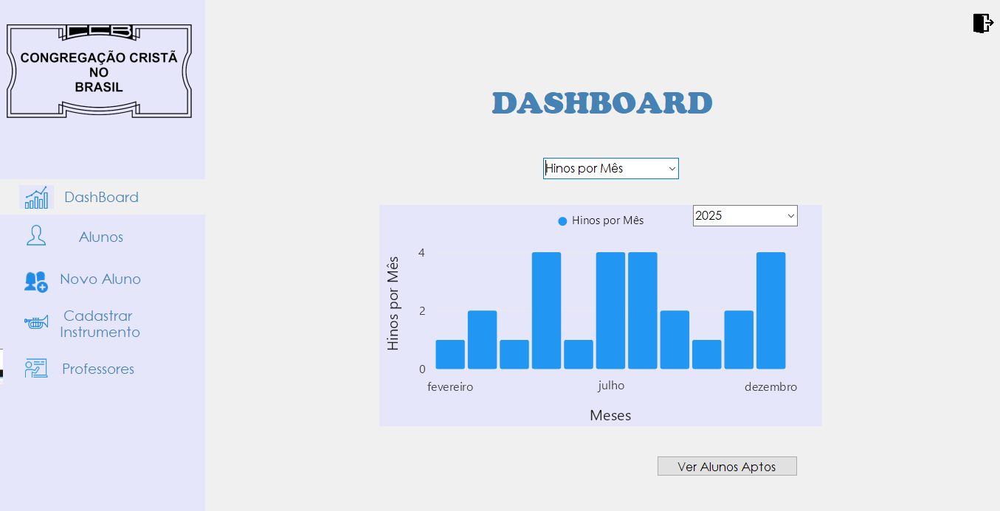 CCB
CONGREGAÇÃO CRISTÃ
NO
BRASIL
DashBoard
Alunos
Novo Aluno
Cadastrar
Instrumento
Professores
DASHBOARD
Hinos por Mês
Hinos por Mês
2025
Hinos por Mês
4
2
0
fevereiro
julho
dezembro
Meses
Ver Alunos Aptos